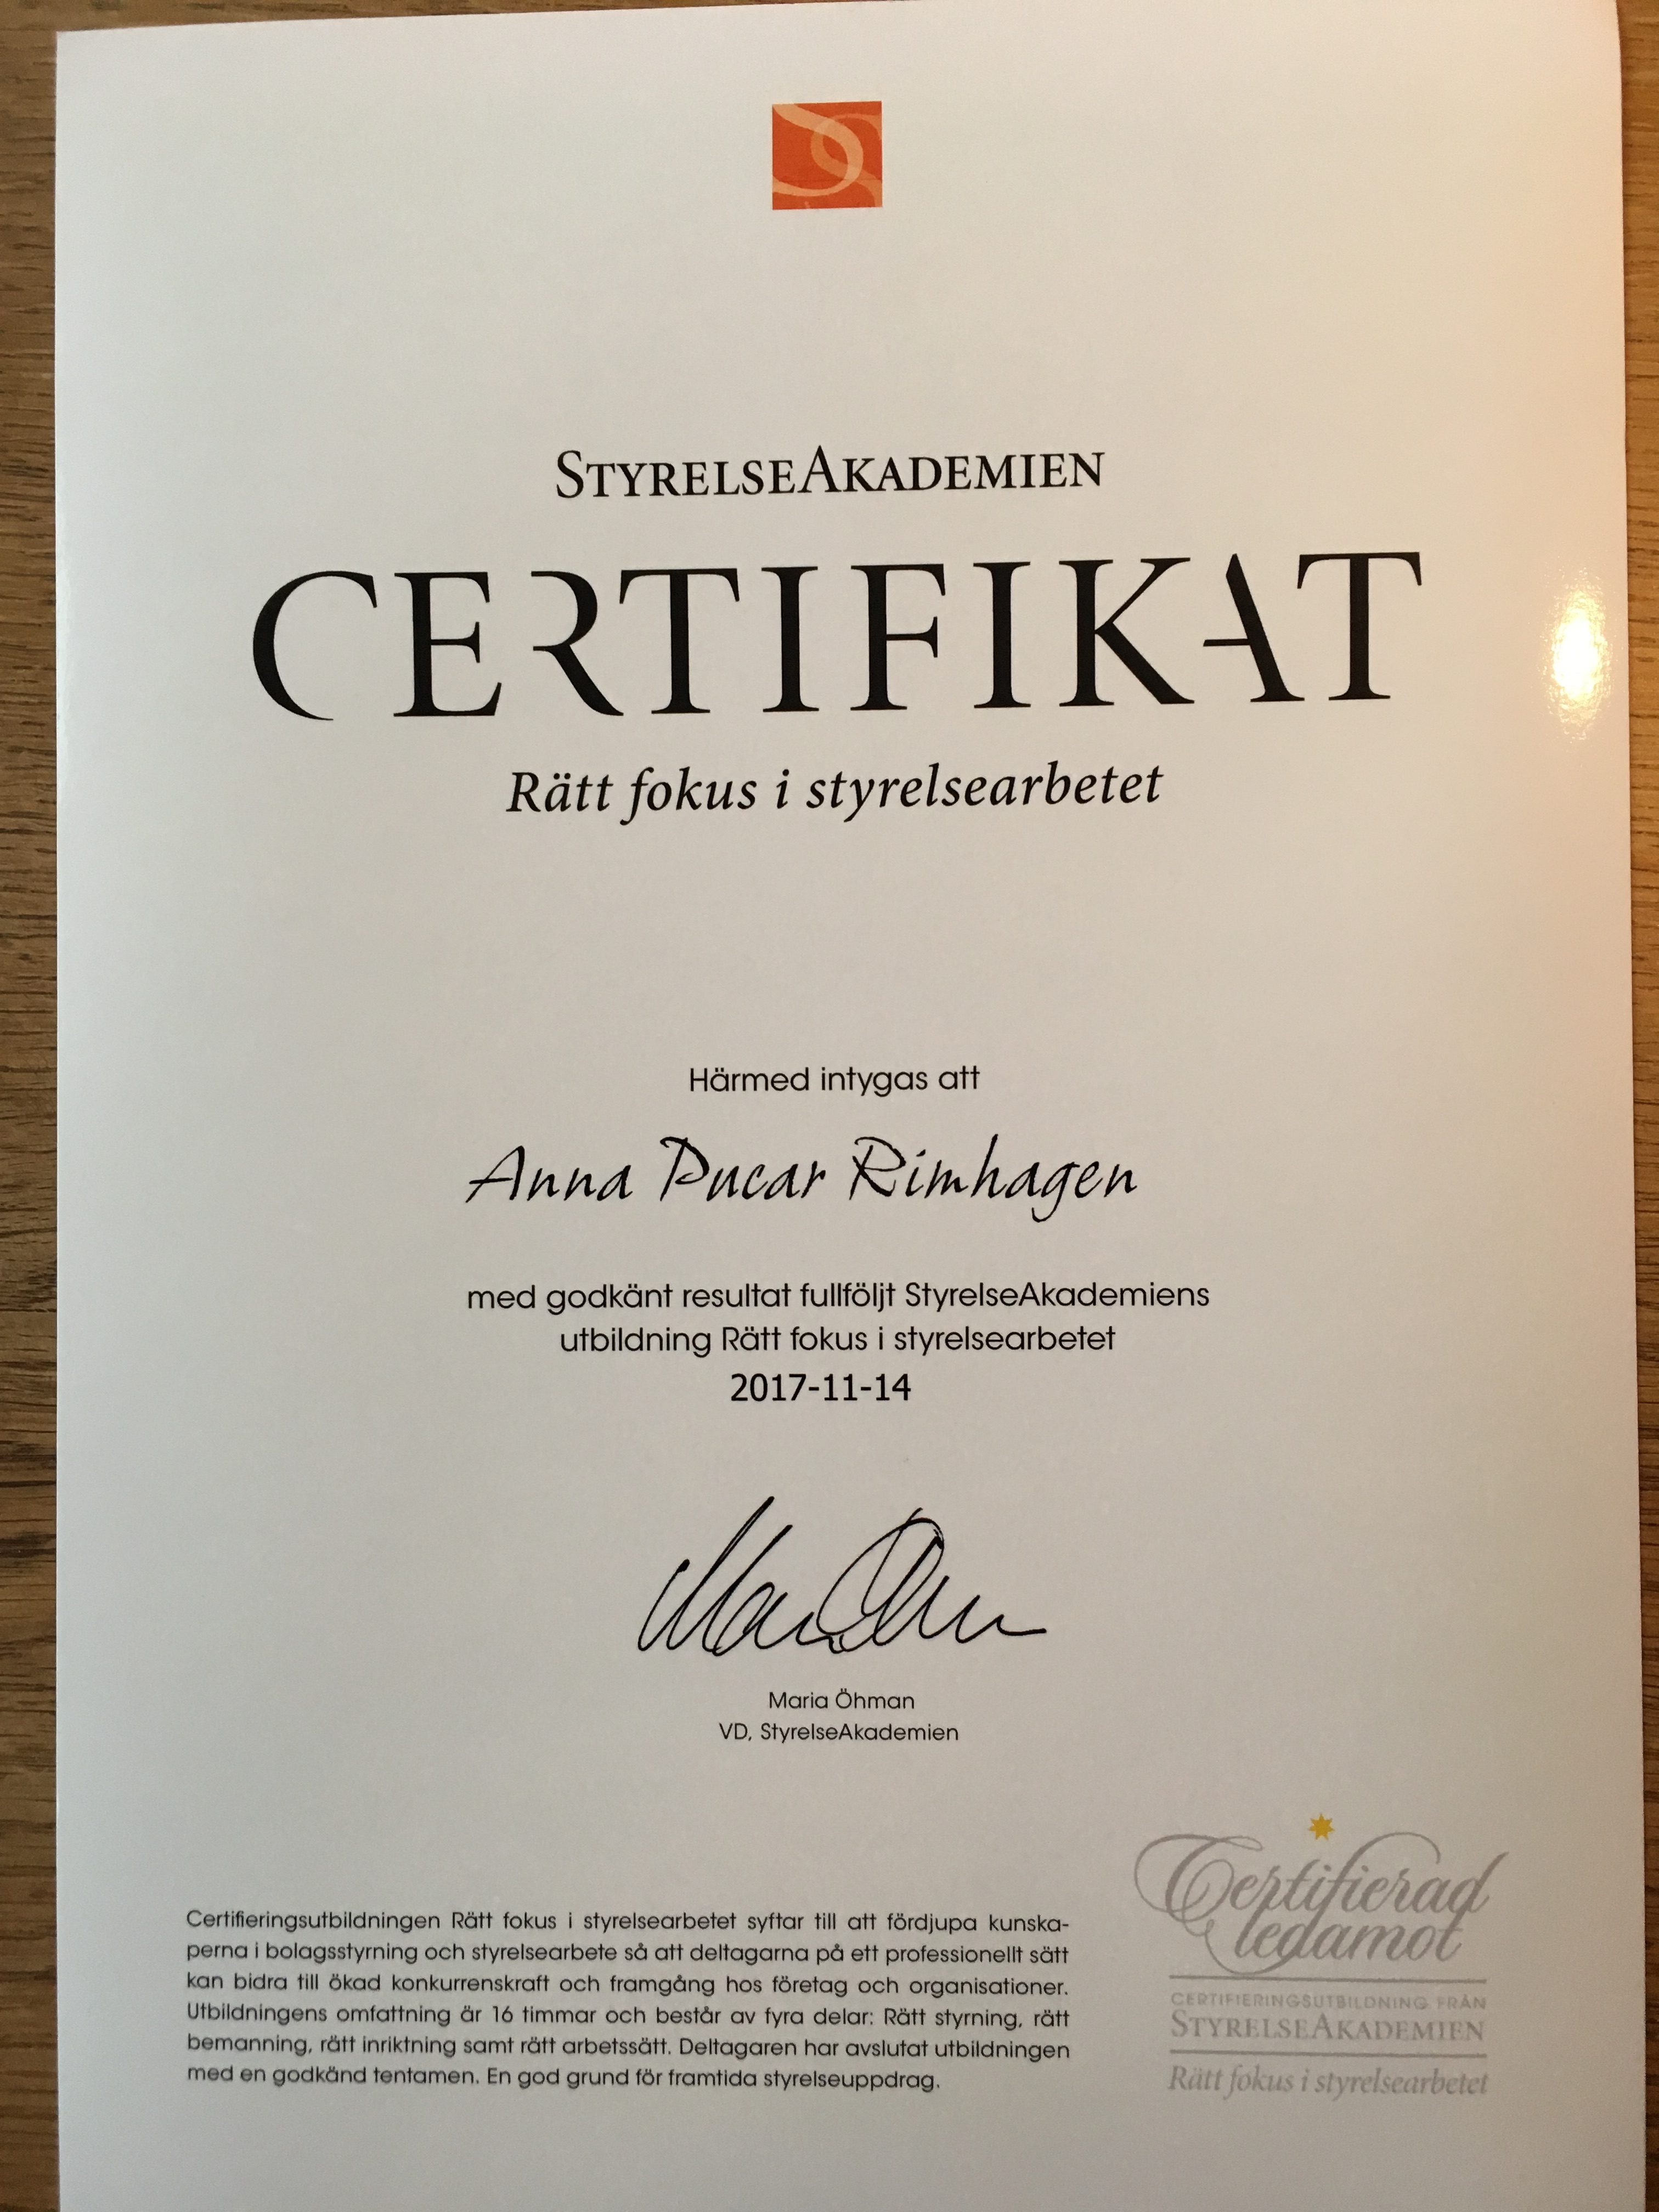 STYRELSEAKADEMIEN
CERTIFIKAT
Rätt fokus i styrelsearbetet
Härmed intygas att
Anna Pucar Rimhagen
med godkänt resultat fullföljt StyrelseAkademiens
utbildning Rätt fokus i styrelsearbetet
2017-11-14
Maria Öhman
VD, StyrelseAkademien
Certifieringsutbildningen Rätt fokus i styrelsearbetet syftar till att fördjupa kunska-
perna i bolagsstyrning och styrelsearbete så att deltagarna på ett professionellt sätt
kan bidra till ökad konkurrenskraft och framgång hos företag och organisationer.
Utbildningens omfattning är 16 timmar och består av fyra delar: Rätt styrning, rätt
bemanning, rätt inriktning samt rätt arbetssätt. Deltagaren har avslutat utbildningen
med en godkänd tentamen. En god grund för framtida styrelseuppdrag.
Certifierad
ledamot
CERTIFIERINGSUTBILDNING FRÅN
STYRELSEAKADEMIEN
Rätt fokus i styrelsearbetet